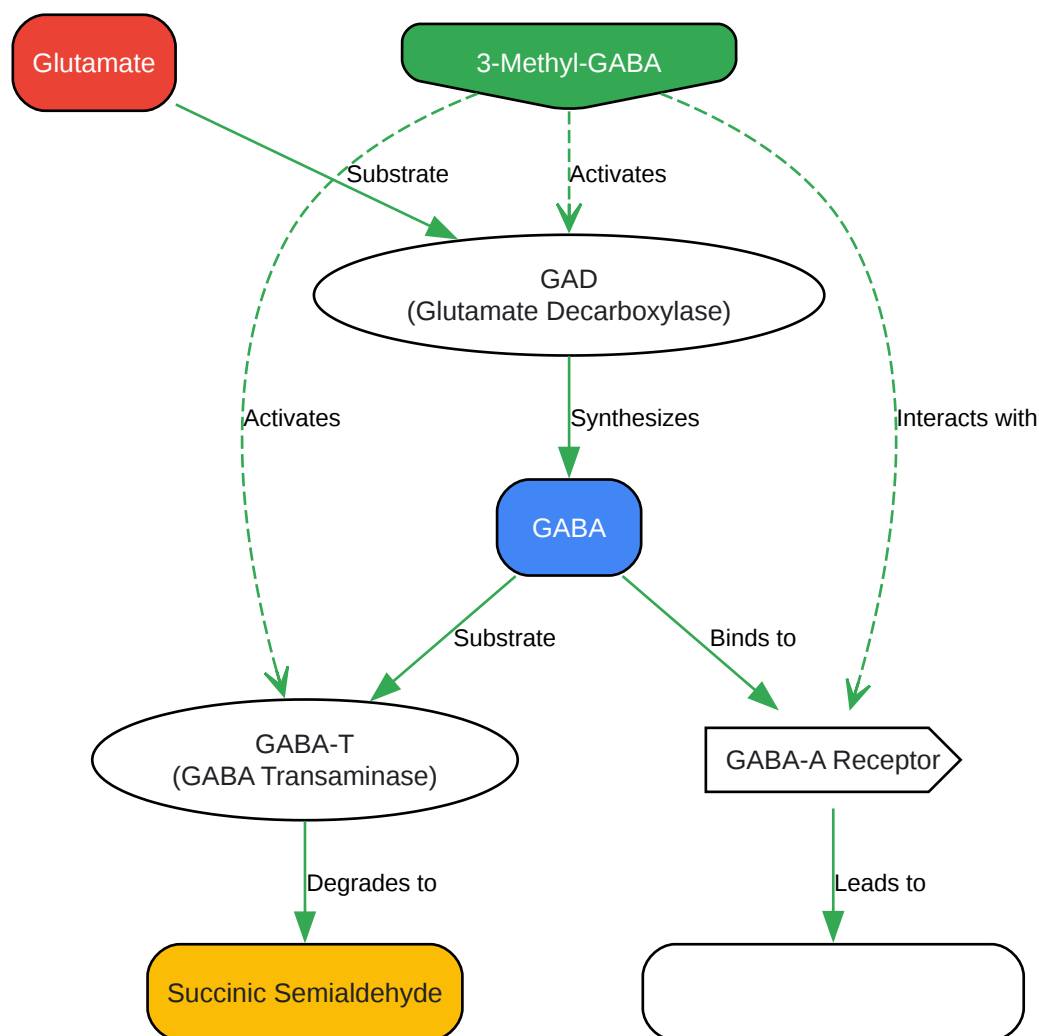 Glutamate
3-Methyl-GABA
Substrate
Activates
GAD
(Glutamate Decarboxylase)
Activates
Synthesizes
Interacts with
GABA
Substrate
Binds to
GABA-T
(GABA Transaminase)
GABA-A Receptor
Degrades to
Leads to
Succinic Semialdehyde